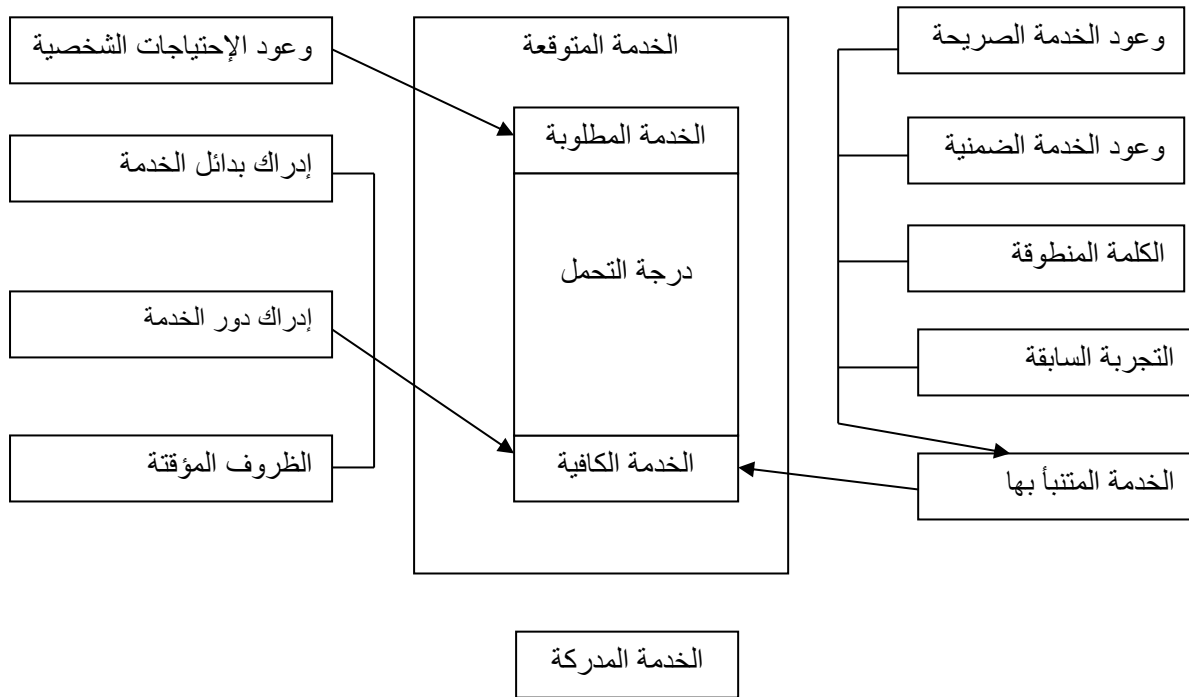 وعود الخدمة الصريحة
الخدمة المتوقعة
وعود الإحتياجات الشخصية
الخدمة المطلوبة
وعود الخدمة الضمنية
إدراك بدائل الخدمة
الكلمة المنطوقة
درجة التحمل
إدراك دور الخدمة
التجربة السابقة
الخدمة المتنبأ بها
الخدمة الكافية
الظروف المؤقتة
الخدمة المدركة